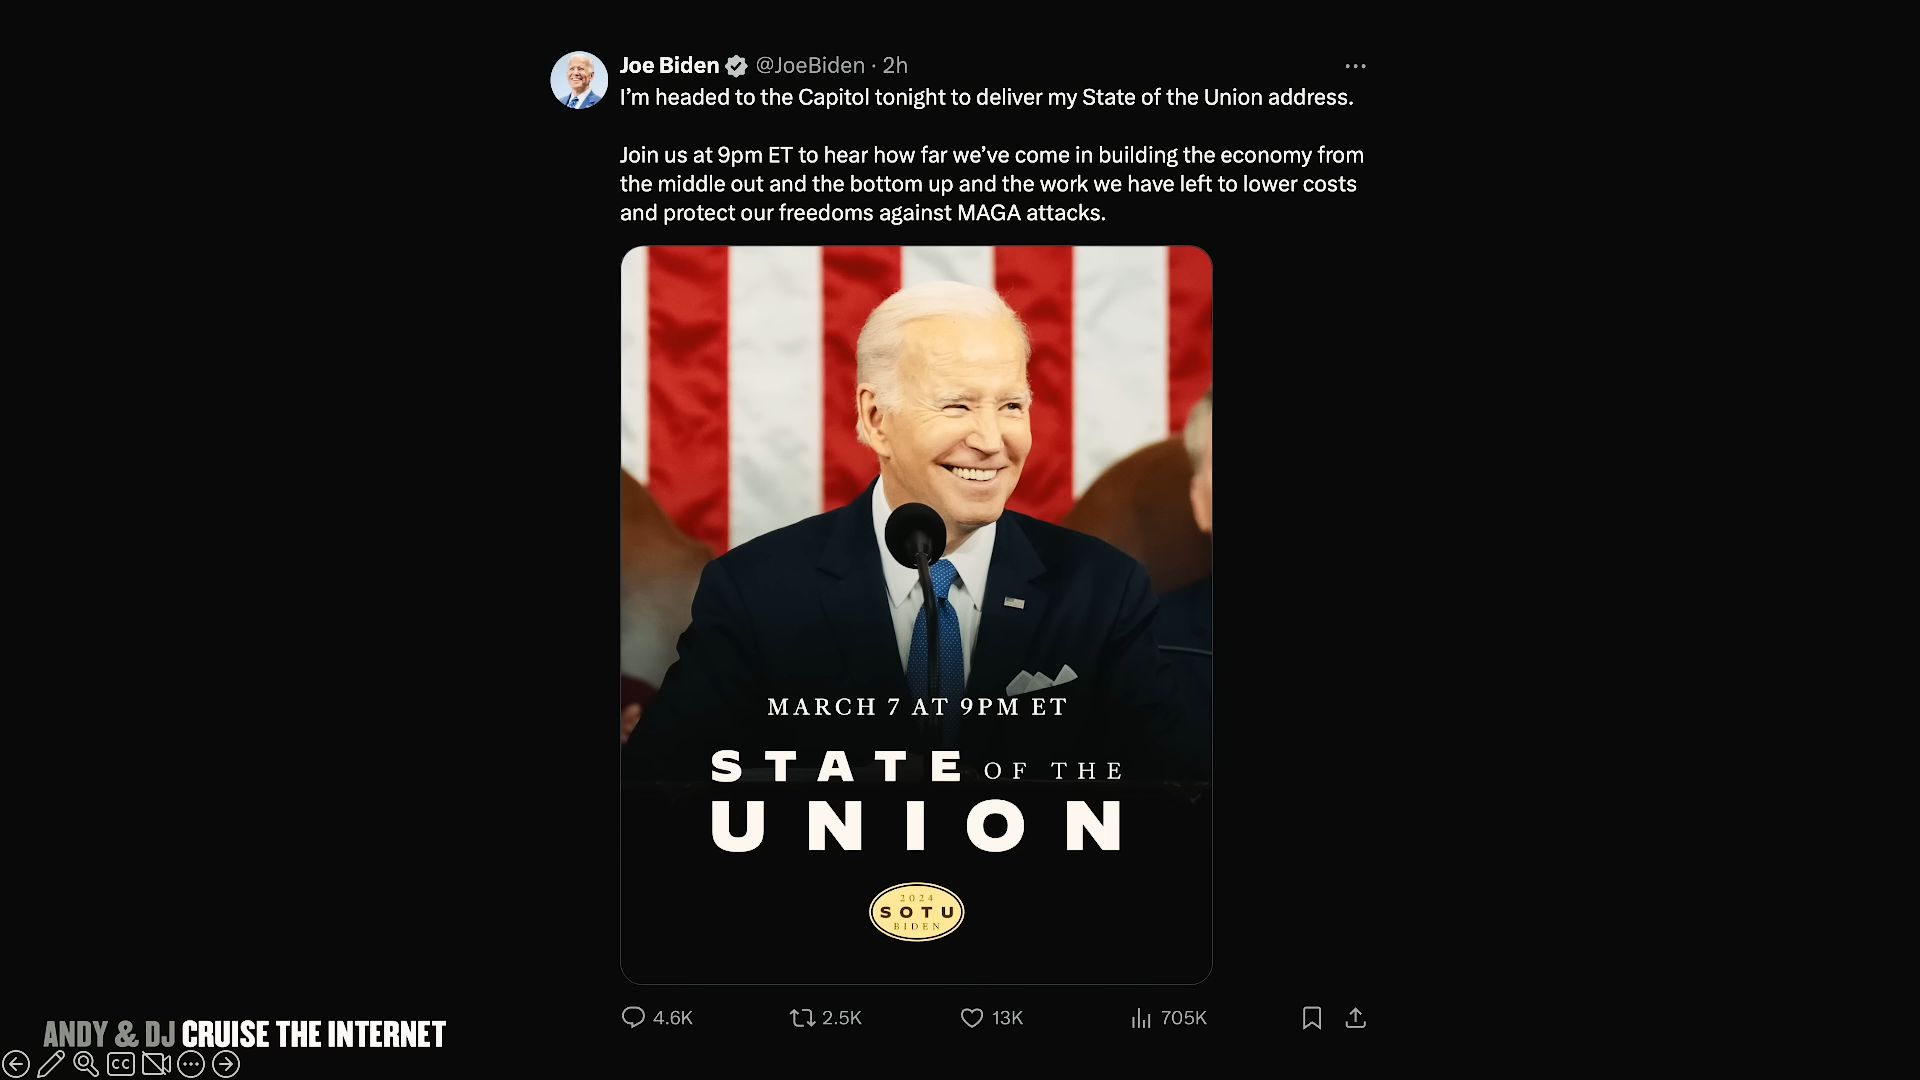 Joe Biden @JoeBiden · 2h
I'm headed to the Capitol tonight to deliver my State of the Union address.
Join us at 9pm ET to hear how far we've come in building the economy from
the middle out and the bottom up and the work we have left to lower costs
and protect our freedoms against MAGA attacks.
MARCH 7 AT 9PM ET
STATE OF THE
UNION
2024
SOTU
BIDEN
4.6K 2.5K 13K 705K
ANDY & DJ CRUISE THE INTERNET
CC